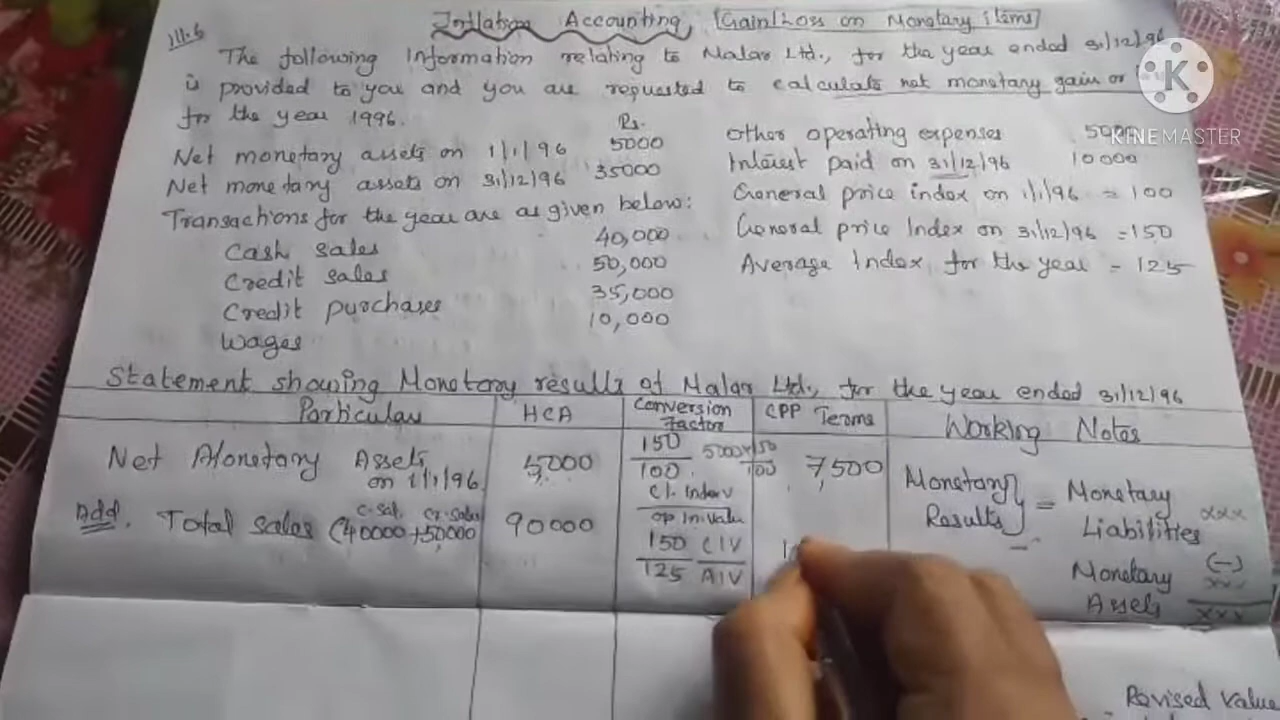 Inflation Accounting [Gain/Loss on Monetary items]
Ill.6
The following Information relating to Malar Ltd., for the year ended 31/12/96
is provided to you and you are requested to calculate net monetary gain or
for the year 1996.
Rs.
Net monetary assets on 1/1/96 5000
Net monetary assets on 31/12/96 35000
Transactions for the year are as given below:
Cash sales 40,000
Credit sales 50,000
Credit purchases 35,000
Wages 10,000
Other operating expenses 5000
Interest paid on 31/12/96 10000
General price index on 1/1/96 = 100
General price Index on 31/12/96 = 150
Average Index for the year - 125
KINEMASTER
Statement showing Monetary results of Malar Ltd., for the year ended 31/12/96
Particulars HCA Conversion Factor CPP Terms Working Notes
Net Monetary Assets on 1/1/96 5000 150/100 5000×150/100 7,500
Cl. Index V
Op In. Value
Add. Total sales (40000+50000 90000 150/125 CIV/AIV
C-Sal. Cr.Sales
Monetary Results = Monetary Liabilities xxx
(-)
Monetary Assets xxx
xxx
Revised Value